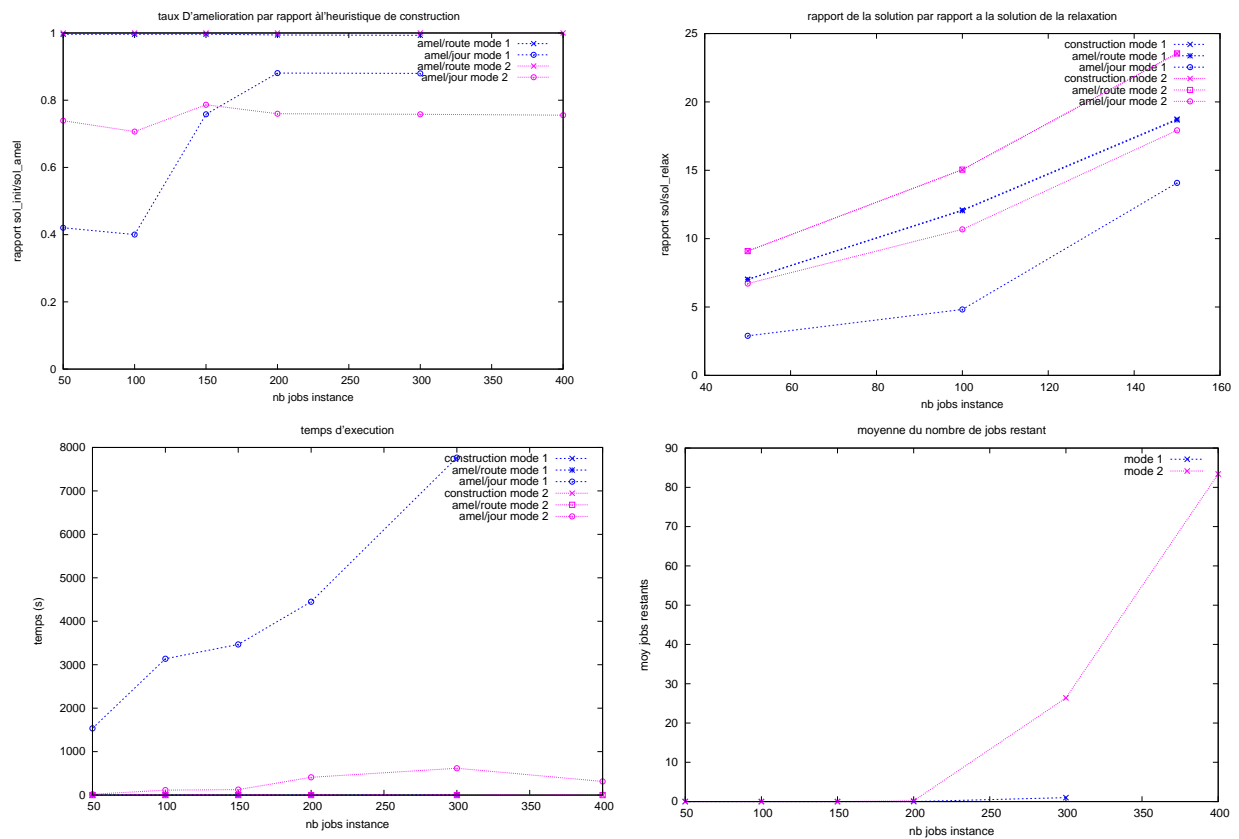 taux D'amelioration par rapport àl'heuristique de construction
1
0.8
0.6
0.4
0.2
0
rapport sol_init/sol_amel
50
100
150
200
250
300
350
400
nb jobs instance
amel/route mode 1
amel/jour mode 1
amel/route mode 2
amel/jour mode 2
rapport de la solution par rapport a la solution de la relaxation
25
20
15
10
5
0
rapport sol/sol_relax
40
60
80
100
120
140
160
nb jobs instance
construction mode 1
amel/route mode 1
amel/jour mode 1
construction mode 2
amel/route mode 2
amel/jour mode 2
temps d'execution
8000
7000
6000
5000
4000
3000
2000
1000
0
temps (s)
50
100
150
200
250
300
350
400
nb jobs instance
construction mode 1
amel/route mode 1
amel/jour mode 1
construction mode 2
amel/route mode 2
amel/jour mode 2
moyenne du nombre de jobs restant
90
80
70
60
50
40
30
20
10
0
moy jobs restants
50
100
150
200
250
300
350
400
nb jobs instance
mode 1
mode 2